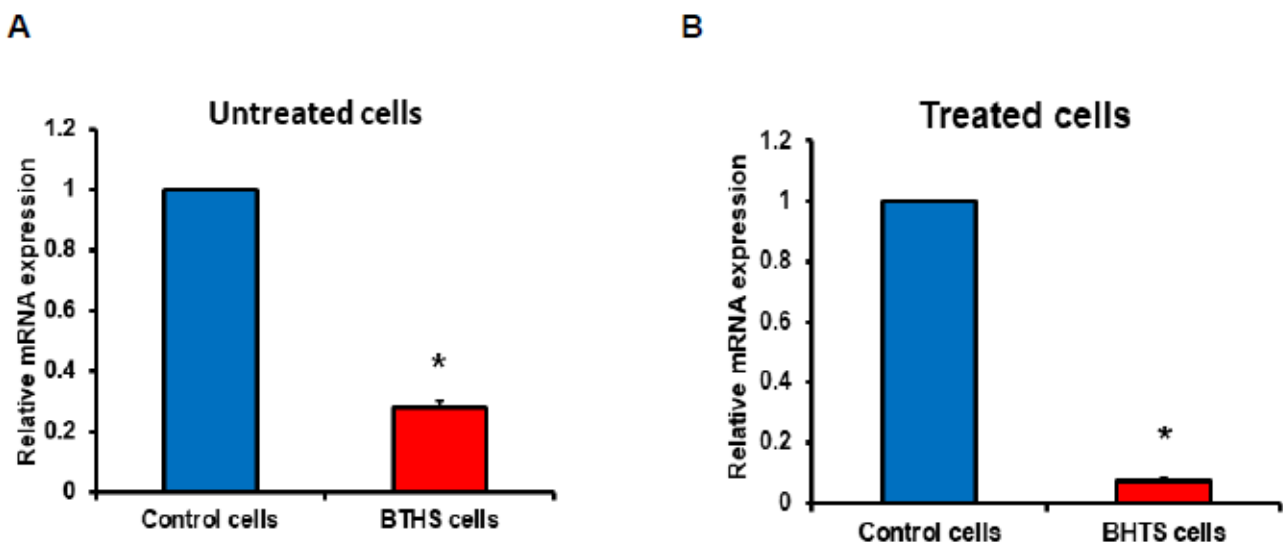 A
Untreated cells
Relative mRNA expression
1.2
1
0.8
0.6
0.4
0.2
0
*
Control cells
BTHS cells
B
Treated cells
Relative mRNA expression
1.2
1
0.8
0.6
0.4
0.2
0
*
Control cells
BHTS cells